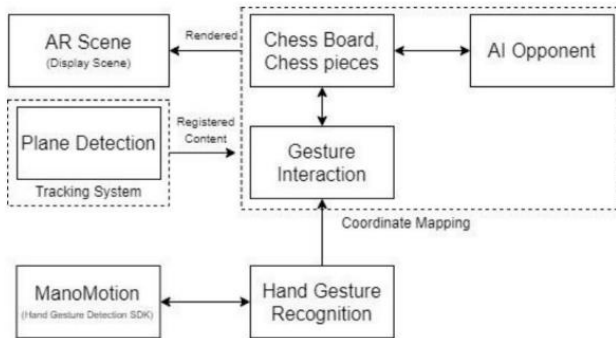 AR Scene
(Display Scene)
Rendered
Chess Board,
Chess pieces
AI Opponent
Plane Detection
Tracking System
Registered
Content
Gesture
Interaction
Coordinate Mapping
ManoMotion
(Hand Gesture Detection SDK)
Hand Gesture
Recognition